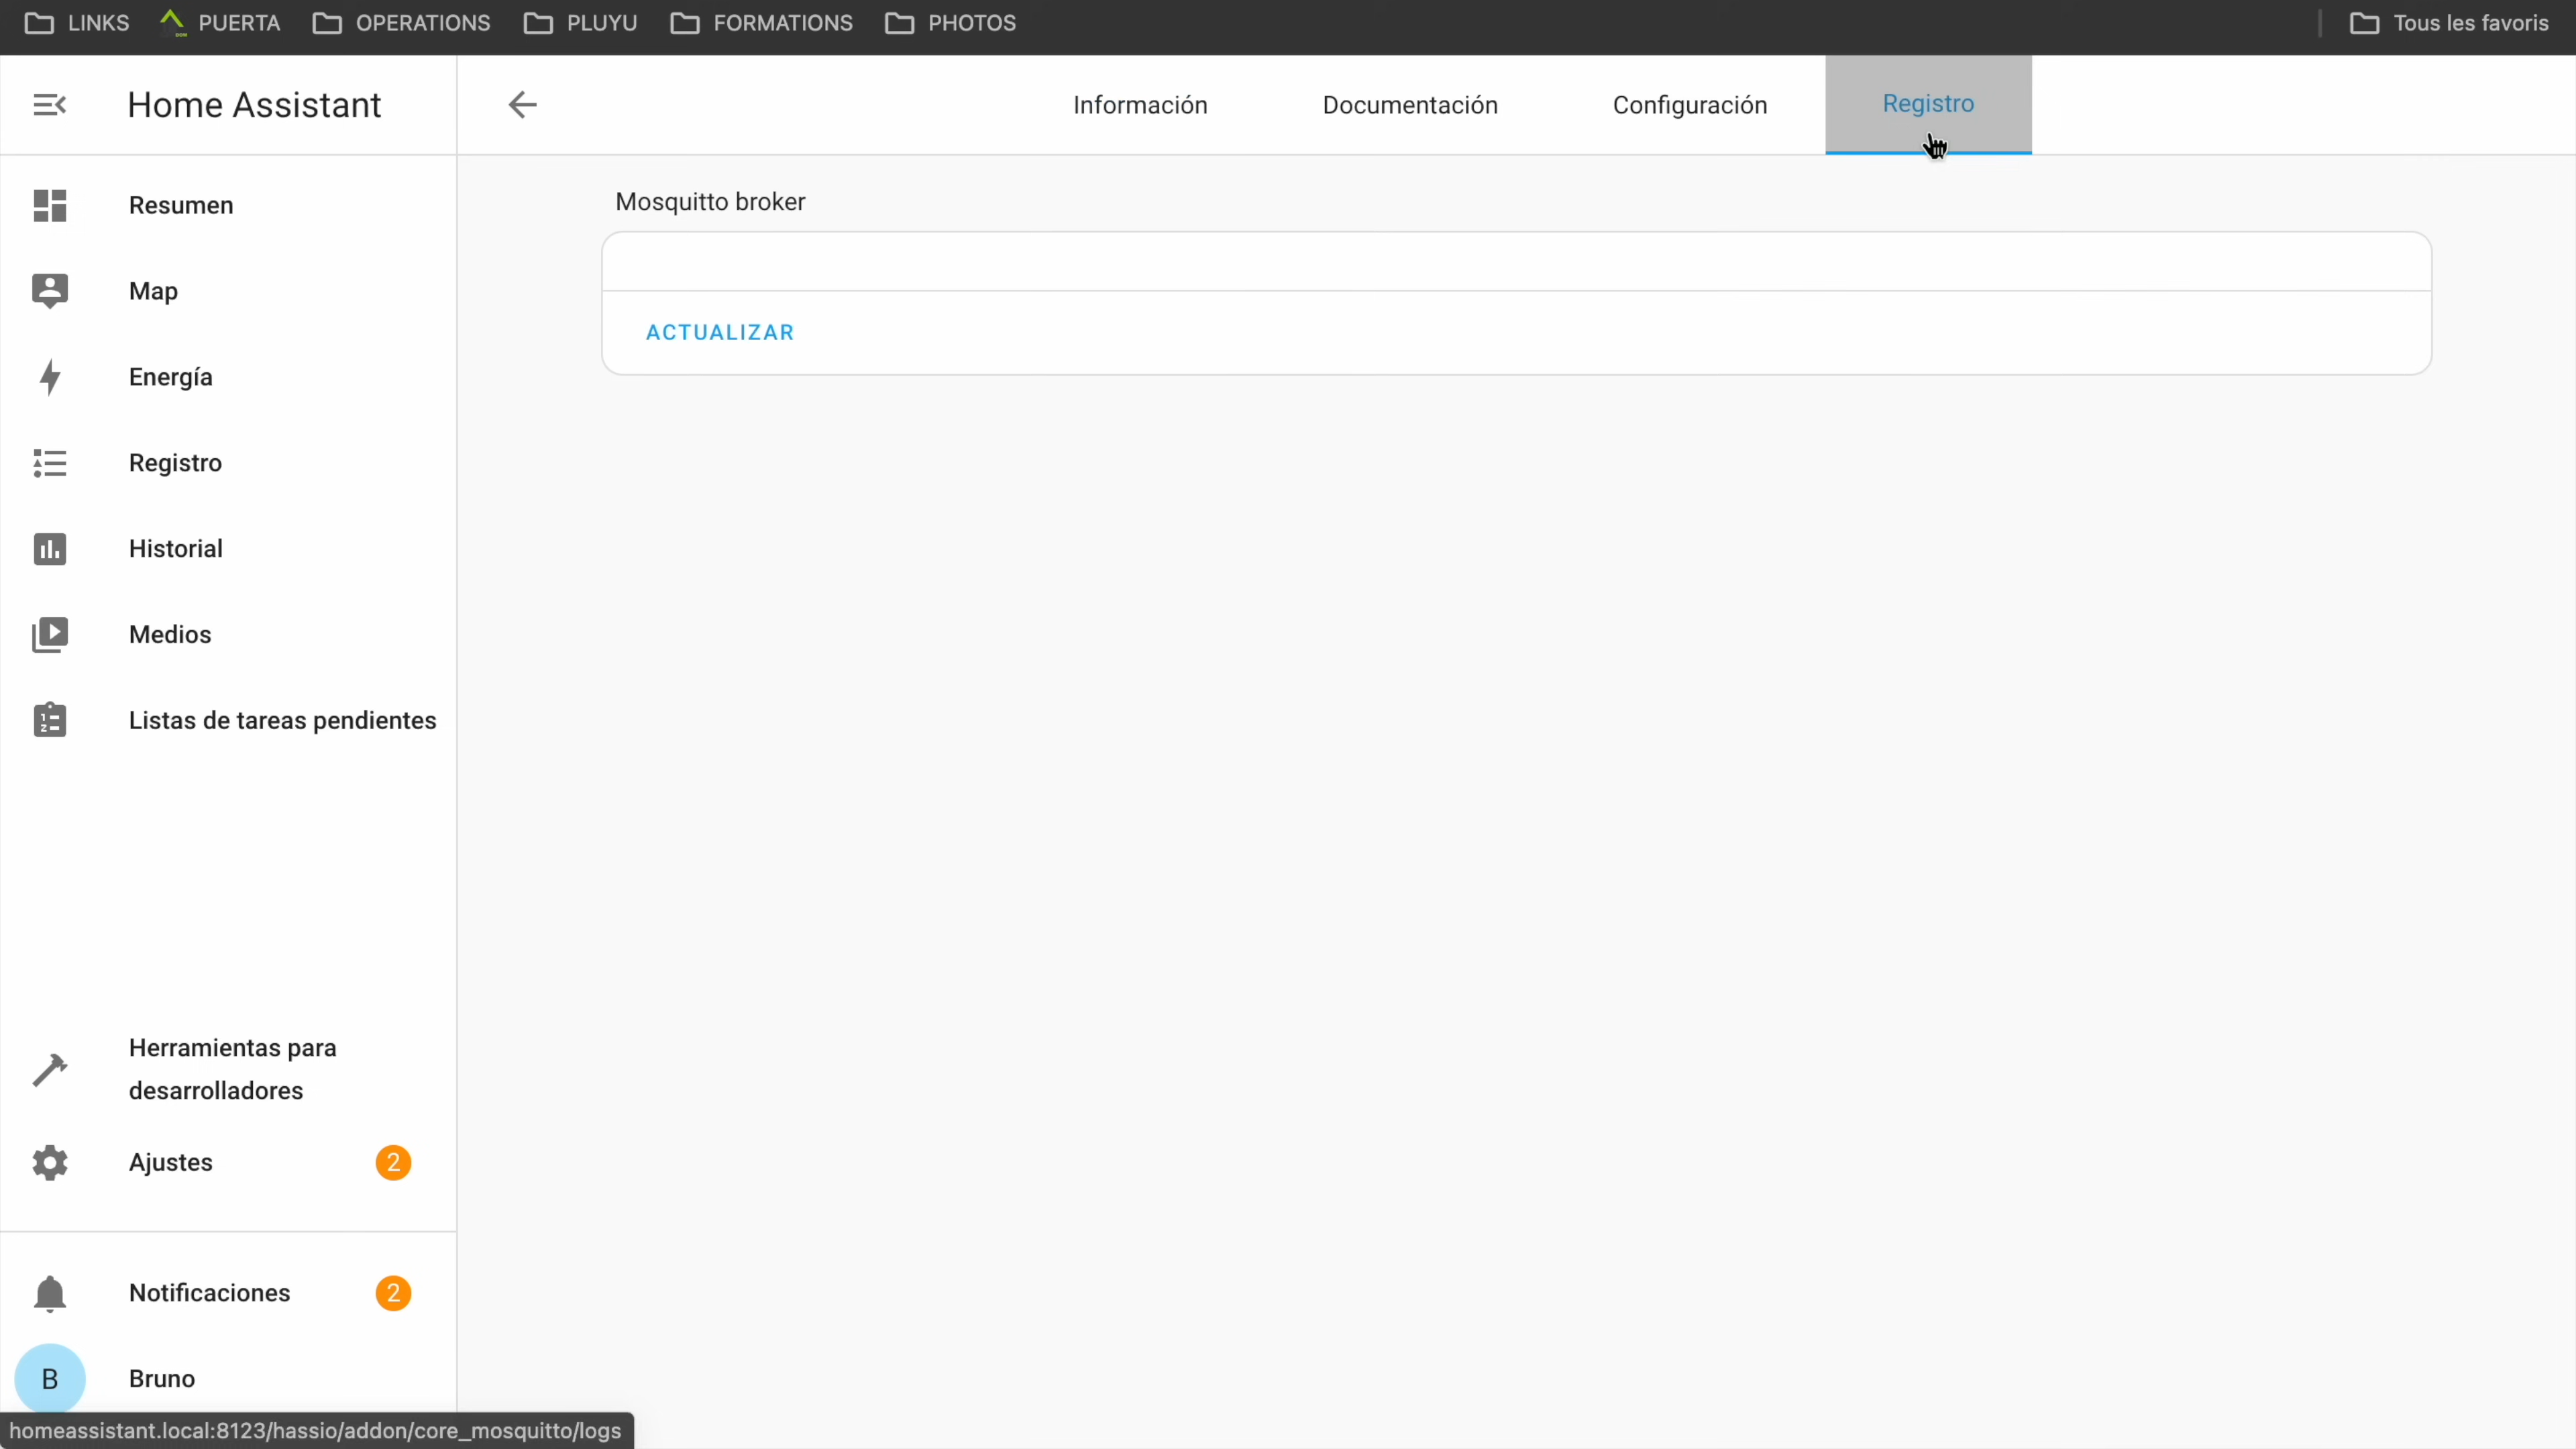 LINKS
PUERTA
OPERATIONS
PLUYU
FORMATIONS
PHOTOS
Tous les favoris
Home Assistant
Información
Documentación
Configuración
Registro
Resumen
Map
Energía
Registro
Historial
Medios
Listas de tareas pendientes
Herramientas para
desarrolladores
Ajustes
2
Notificaciones
2
B
Bruno
Mosquitto broker
ACTUALIZAR
homeassistant.local:8123/hassio/addon/core_mosquitto/logs